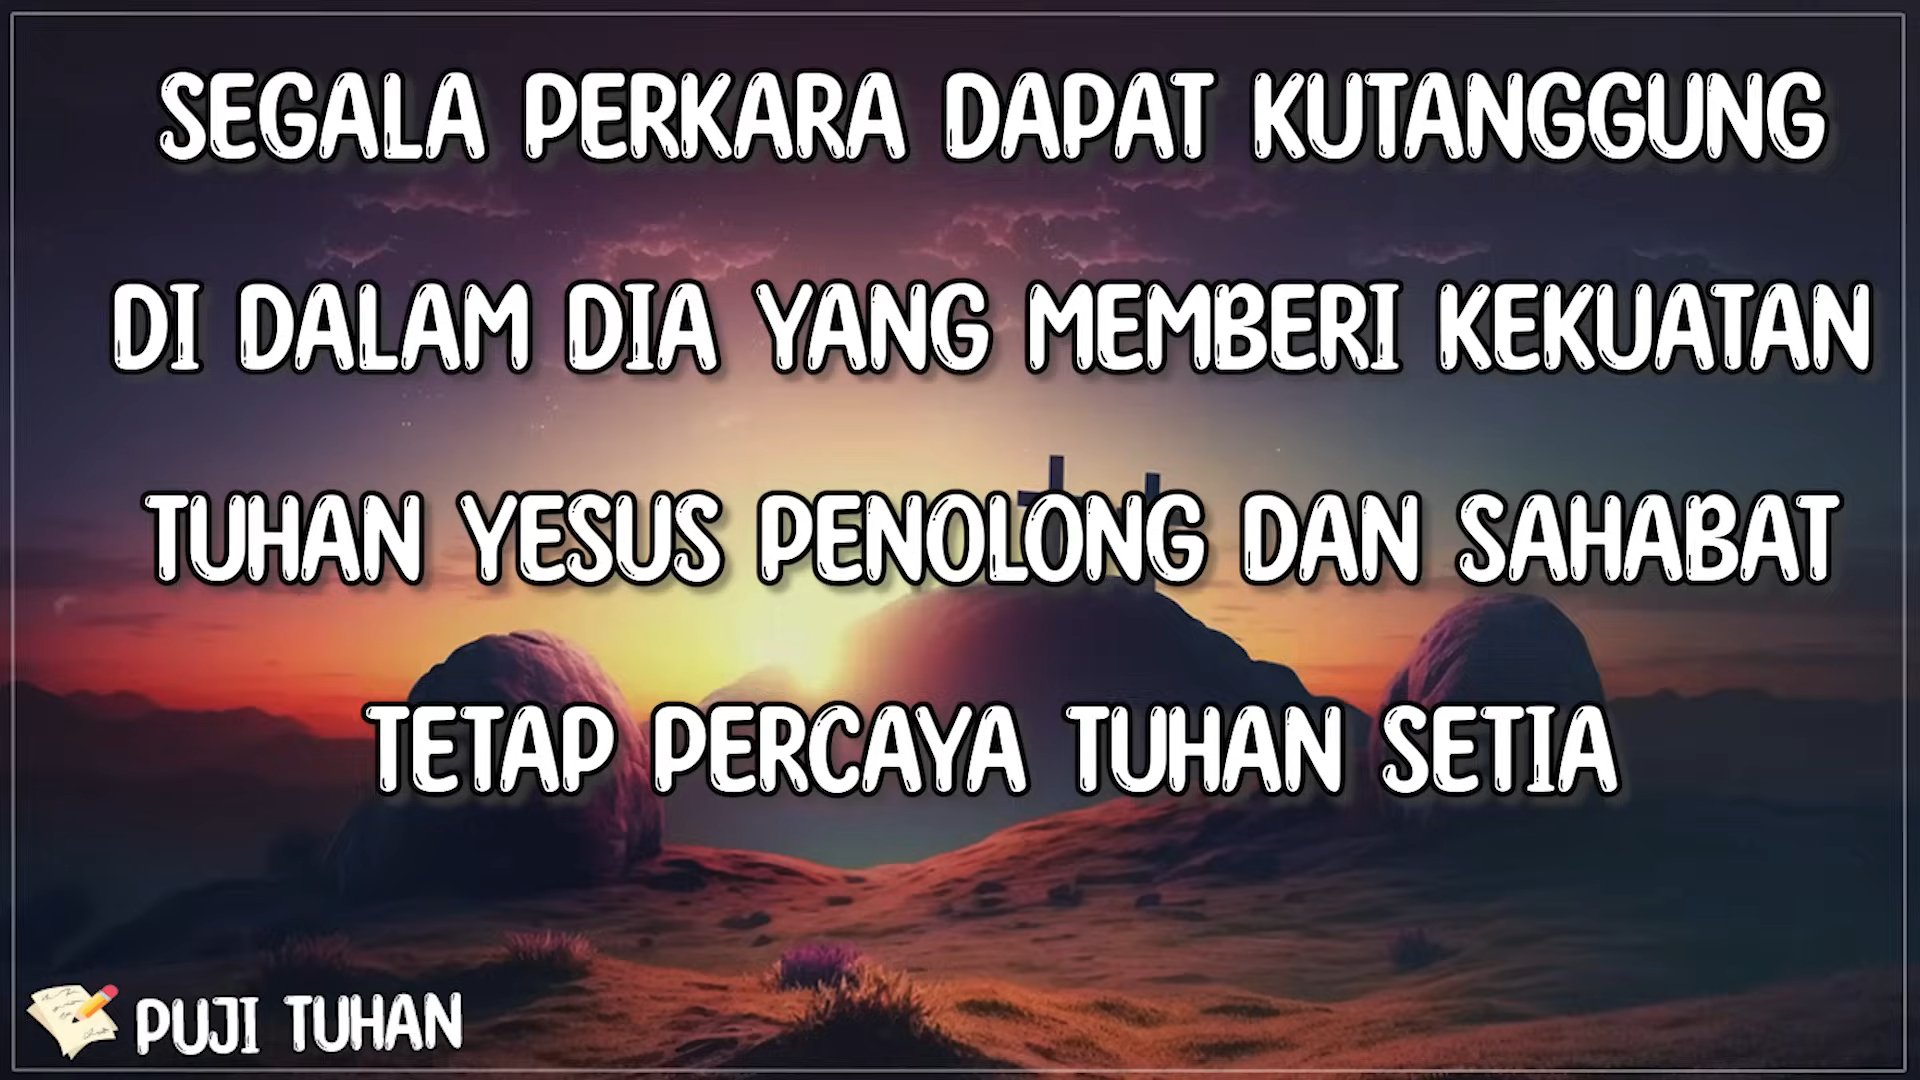 SEGALA PERKARA DAPAT KUTANGGUNG
DI DALAM DIA YANG MEMBERI KEKUATAN
TUHAN YESUS PENOLONG DAN SAHABAT
TETAP PERCAYA TUHAN SETIA
PUJI TUHAN